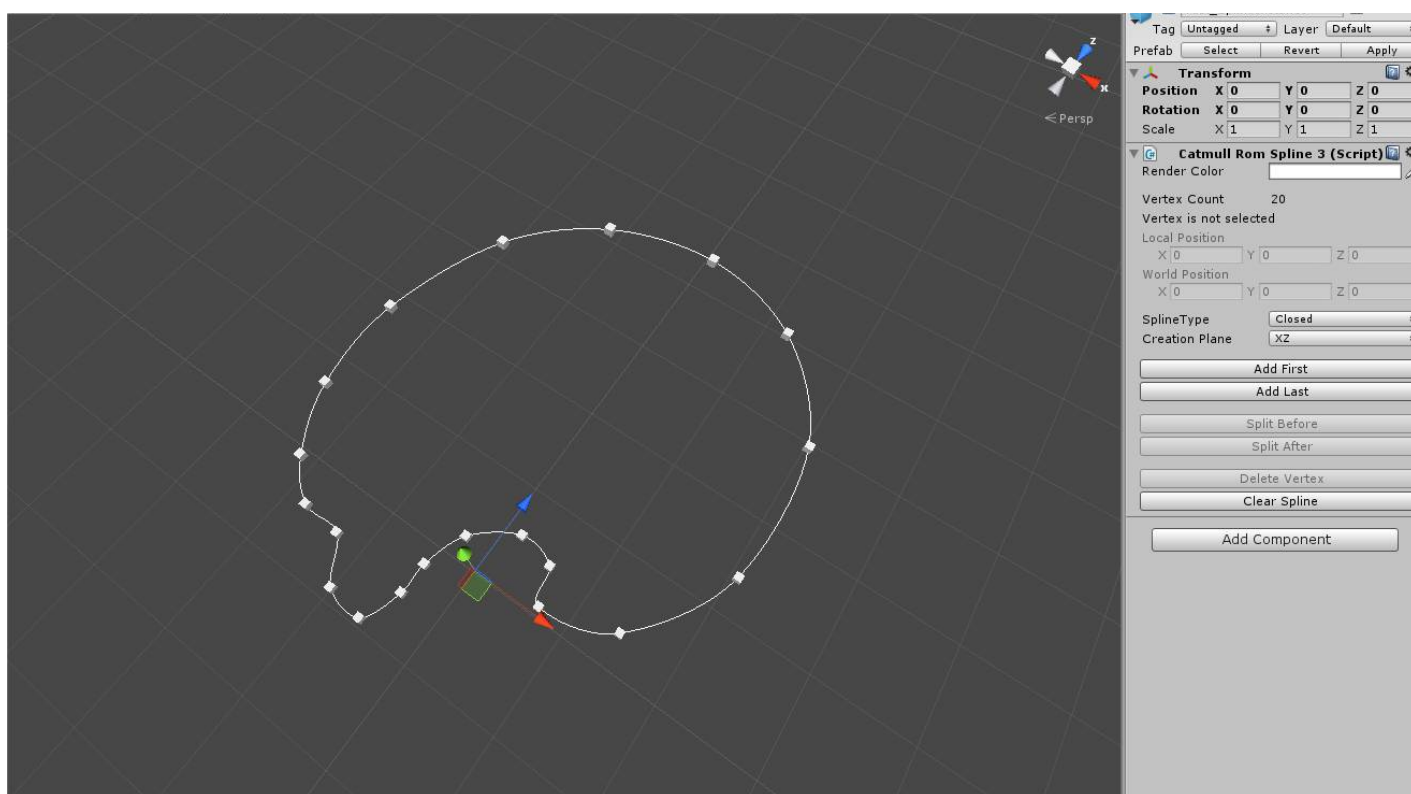 Tag Untagged Layer Default
Prefab Select Revert Apply
Transform
Position X 0 Y 0 Z 0
Rotation X 0 Y 0 Z 0
Scale X 1 Y 1 Z 1
Catmull Rom Spline 3 (Script)
Render Color
Vertex Count 20
Vertex is not selected
Local Position
X 0 Y 0 Z 0
World Position
X 0 Y 0 Z 0
SplineType Closed
Creation Plane XZ
Add First
Add Last
Split Before
Split After
Delete Vertex
Clear Spline
Add Component
z
x
Persp